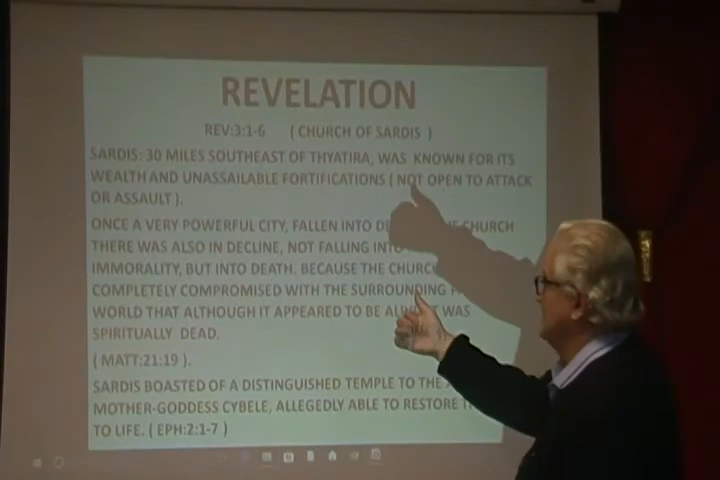 REVELATION
REV:3:1-6 ( CHURCH OF SARDIS )
SARDIS: 30 MILES SOUTHEAST OF THYATIRA, WAS KNOWN FOR ITS
WEALTH AND UNASSAILABLE FORTIFICATIONS ( NOT OPEN TO ATTACK
OR ASSAULT ).
ONCE A VERY POWERFUL CITY, FALLEN INTO CHURCH
THERE WAS ALSO IN DECLINE, NOT FALLING INTO
IMMORALITY, BUT INTO DEATH. BECAUSE THE CHURC
COMPLETELY COMPROMISED WITH THE SURROUNDING
WORLD THAT ALTHOUGH IT APPEARED TO BE WAS
SPIRITUALLY DEAD.
( MATT:21:19 ).
SARDIS BOASTED OF A DISTINGUISHED TEMPLE TO THE
MOTHER-GODDESS CYBELE, ALLEGEDLY ABLE TO RESTORE
TO LIFE. ( EPH:2:1-7 )